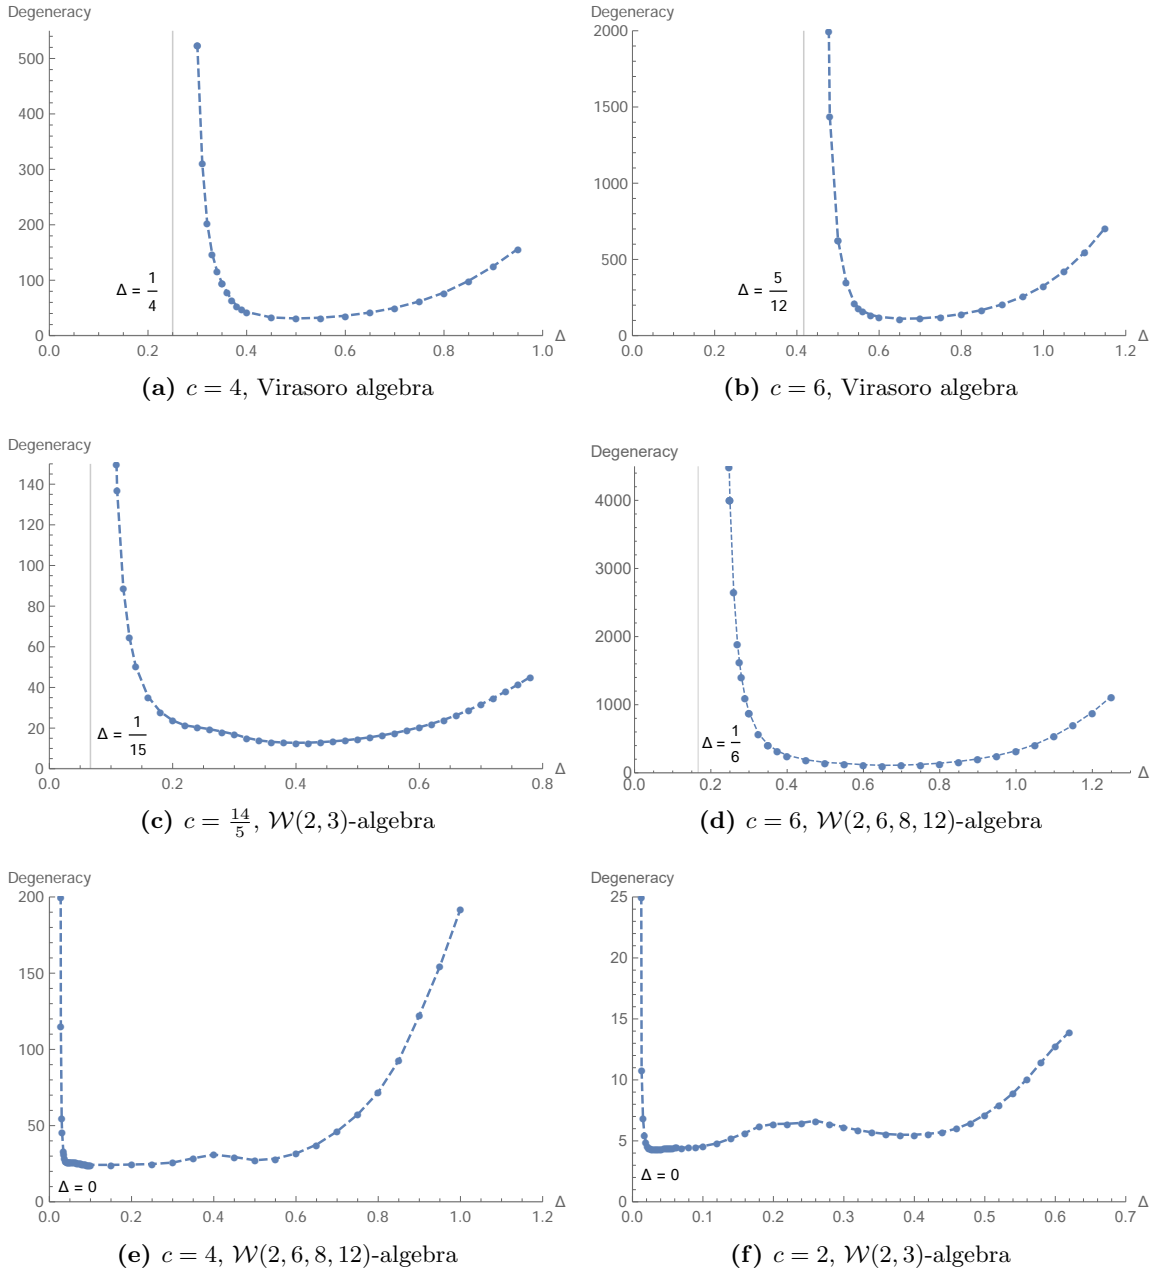 Degeneracy
500
400
300
200
100
0
0.0 0.2 0.4 0.6 0.8 1.0
Δ
Δ = 1/4
(a) c = 4, Virasoro algebra
Degeneracy
2000
1500
1000
500
0
0.0 0.2 0.4 0.6 0.8 1.0 1.2
Δ
Δ = 5/12
(b) c = 6, Virasoro algebra
Degeneracy
140
120
100
80
60
40
20
0
0.0 0.2 0.4 0.6 0.8
Δ
Δ = 1/15
(c) c = 14/5, W(2, 3)-algebra
Degeneracy
4000
3000
2000
1000
0
0.0 0.2 0.4 0.6 0.8 1.0 1.2
Δ
Δ = 1/6
(d) c = 6, W(2, 6, 8, 12)-algebra
Degeneracy
200
150
100
50
0
0.0 0.2 0.4 0.6 0.8 1.0 1.2
Δ
Δ = 0
(e) c = 4, W(2, 6, 8, 12)-algebra
Degeneracy
25
20
15
10
5
0
0.0 0.1 0.2 0.3 0.4 0.5 0.6 0.7
Δ
Δ = 0
(f) c = 2, W(2, 3)-algebra